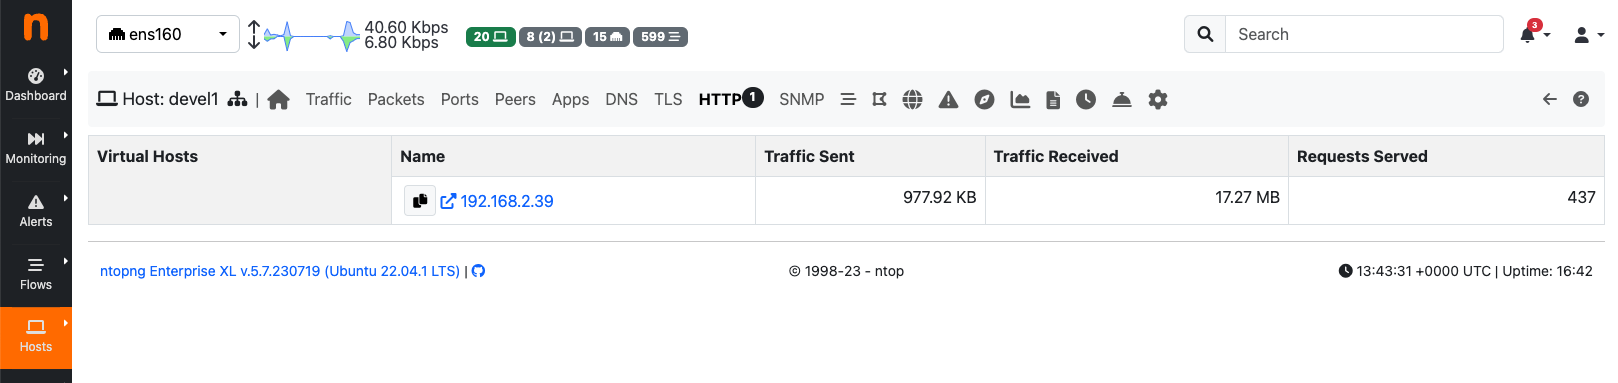 n
ens160
40.60 Kbps
6.80 Kbps
20
8 (2)
15
599
Search
3
Dashboard
Monitoring
Alerts
Flows
Hosts
Host: devel1 | Traffic Packets Ports Peers Apps DNS TLS HTTP 1 SNMP
Virtual Hosts Name Traffic Sent Traffic Received Requests Served
192.168.2.39 977.92 KB 17.27 MB 437
ntopng Enterprise XL v.5.7.230719 (Ubuntu 22.04.1 LTS) | © 1998-23 - ntop 13:43:31 +0000 UTC | Uptime: 16:42